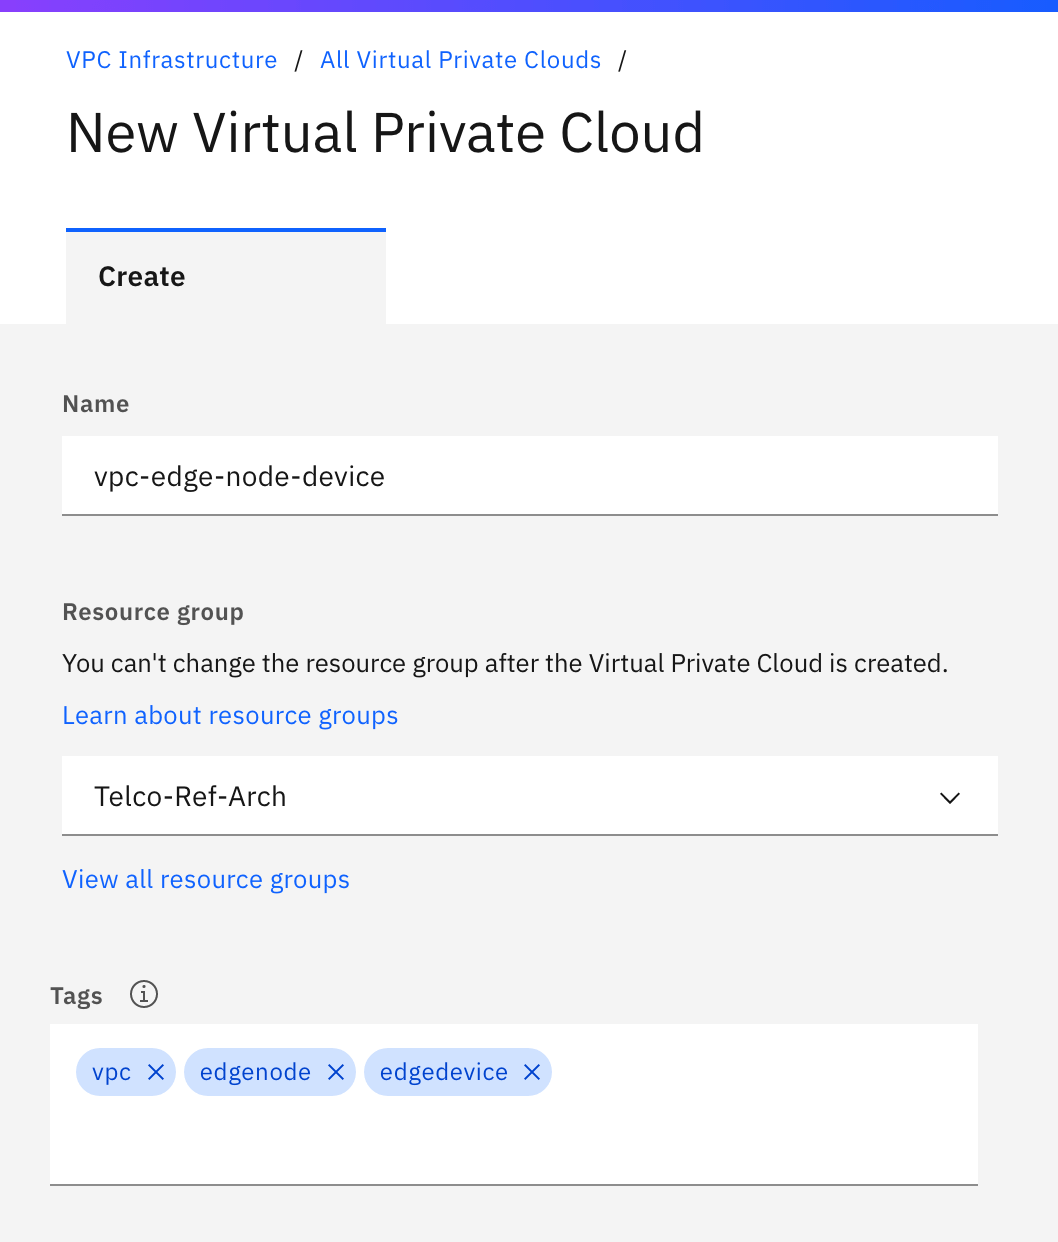 VPC Infrastructure / All Virtual Private Clouds /
New Virtual Private Cloud
Create
Name
vpc-edge-node-device
Resource group
You can't change the resource group after the Virtual Private Cloud is created.
Learn about resource groups
Telco-Ref-Arch
View all resource groups
Tags
vpc edgenode edgedevice